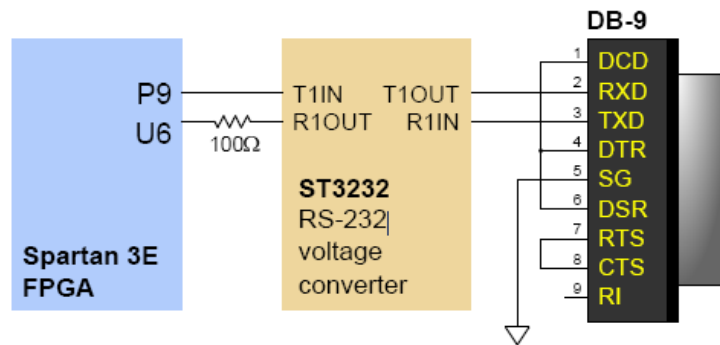 DB-9
P9
U6
100Ω
Spartan 3E
FPGA
T1IN T1OUT
R1OUT R1IN
ST3232
RS-232
voltage
converter
1 DCD
2 RXD
3 TXD
4 DTR
5 SG
6 DSR
7 RTS
8 CTS
9 RI